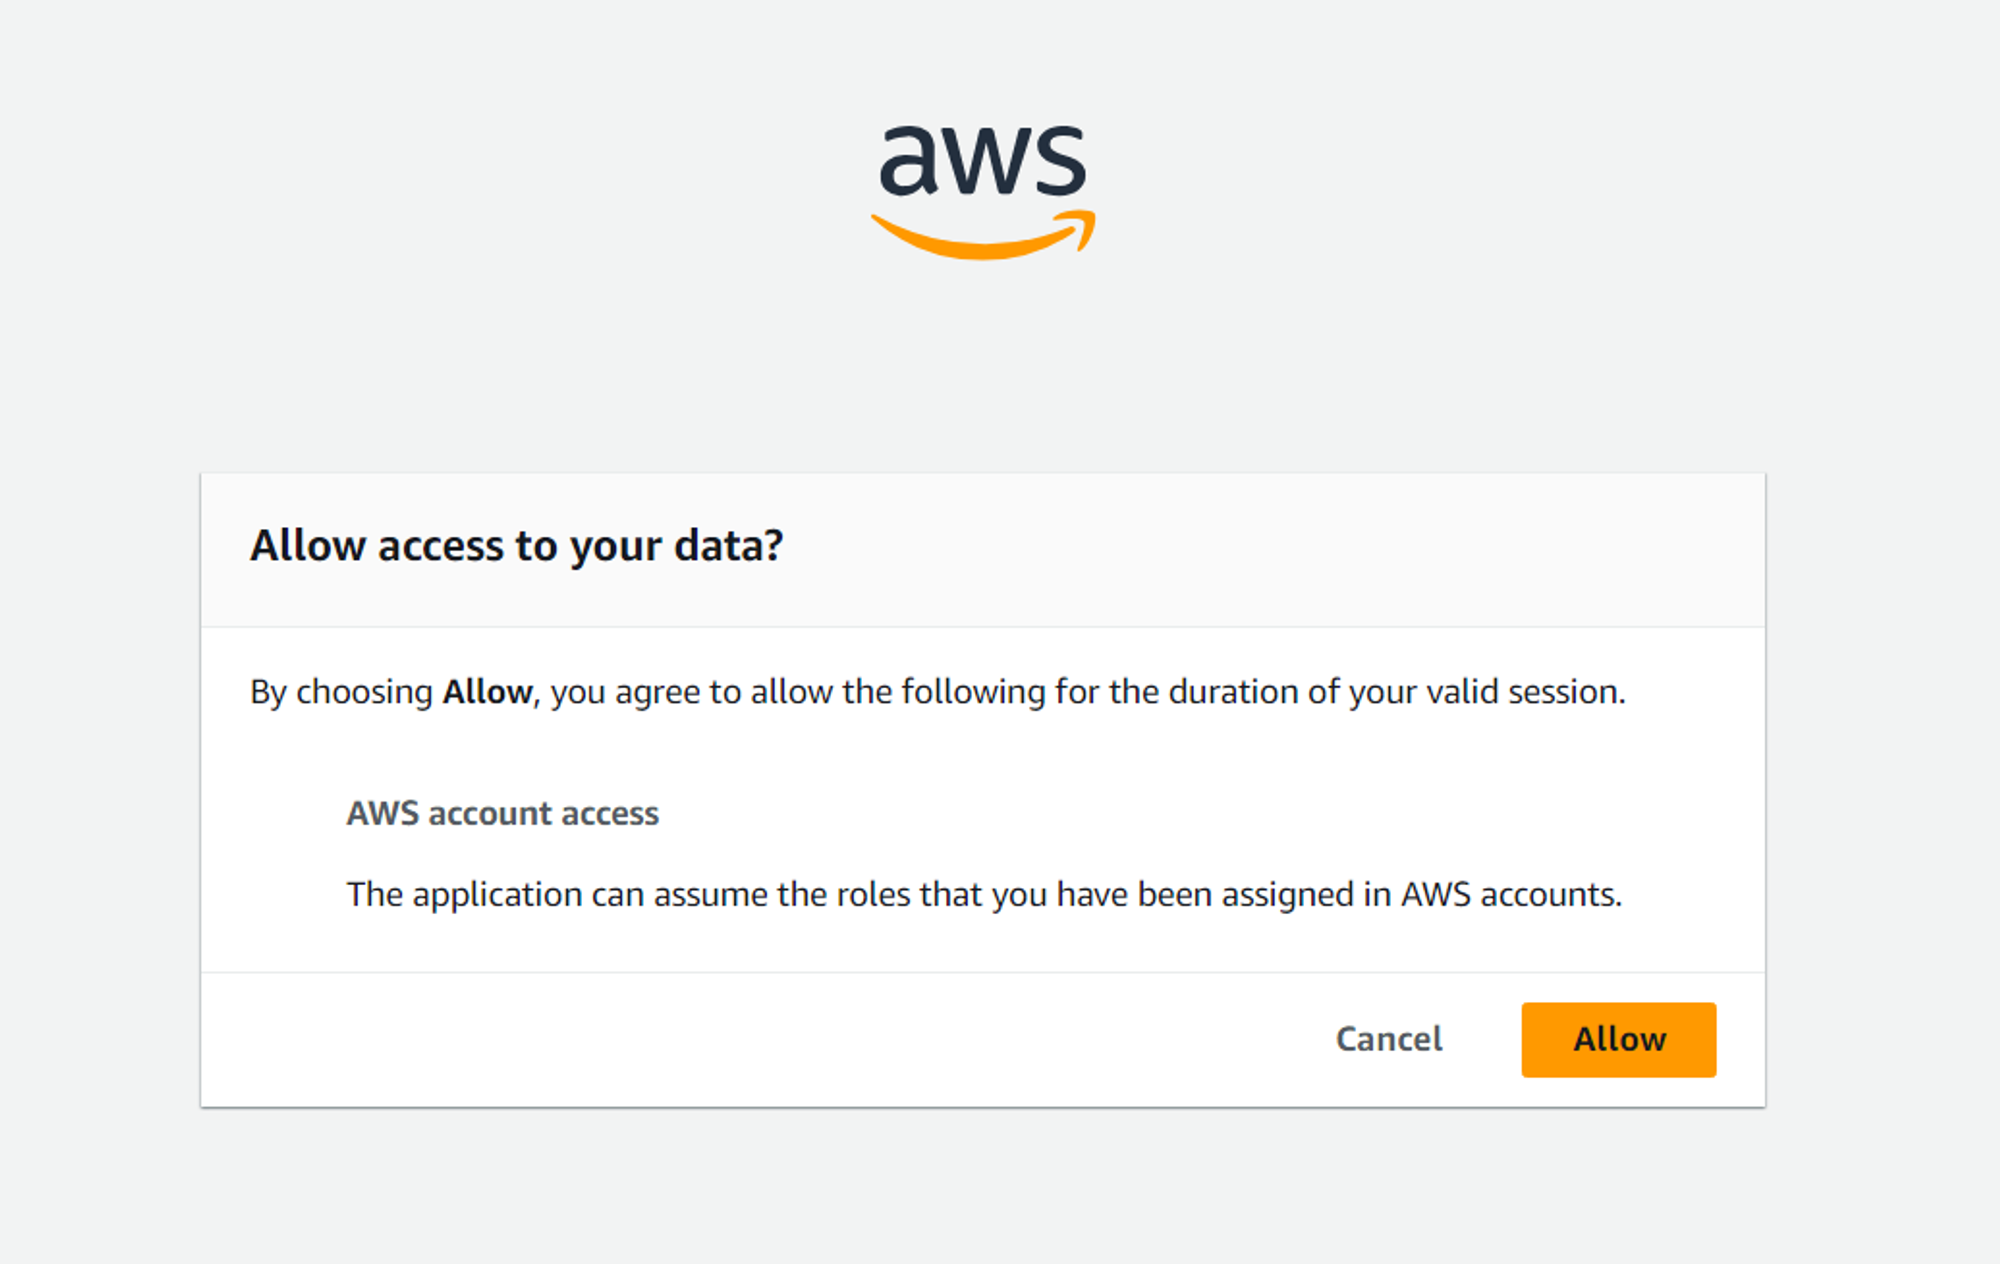 aws
Allow access to your data?
By choosing Allow, you agree to allow the following for the duration of your valid session.
AWS account access
The application can assume the roles that you have been assigned in AWS accounts.
Cancel Allow